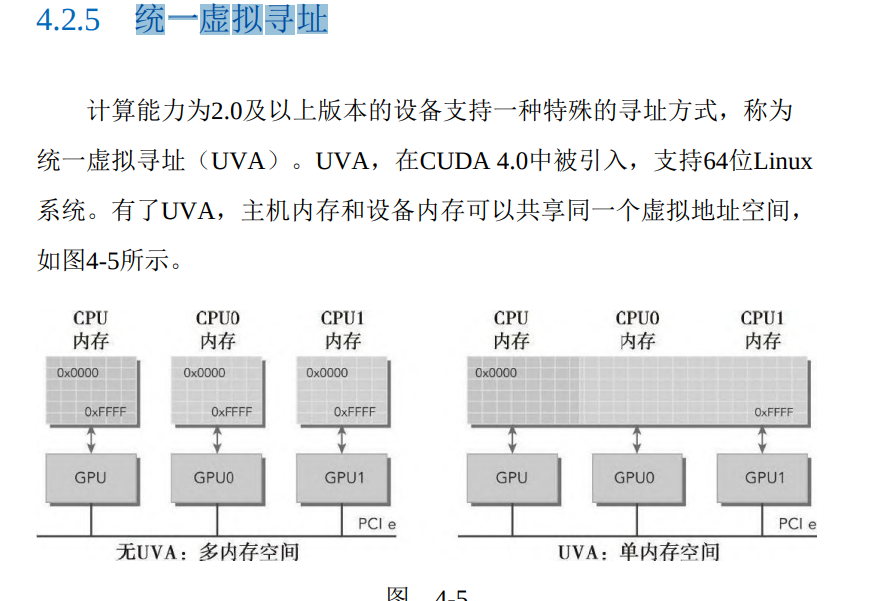 4.2.5 统一虚拟寻址
计算能力为2.0及以上版本的设备支持一种特殊的寻址方式，称为
统一虚拟寻址（UVA）。UVA，在CUDA 4.0中被引入，支持64位Linux
系统。有了UVA，主机内存和设备内存可以共享同一个虚拟地址空间，
如图4-5所示。
CPU CPU0 CPU1
内存 内存 内存
0x0000 0x0000 0x0000
0xFFFF 0xFFFF 0xFFFF
GPU GPU0 GPU1
PCI e
无UVA：多内存空间
CPU CPU0 CPU1
内存 内存 内存
0x0000
0xFFFF
GPU GPU0 GPU1
PCI e
UVA：单内存空间
图 4-5